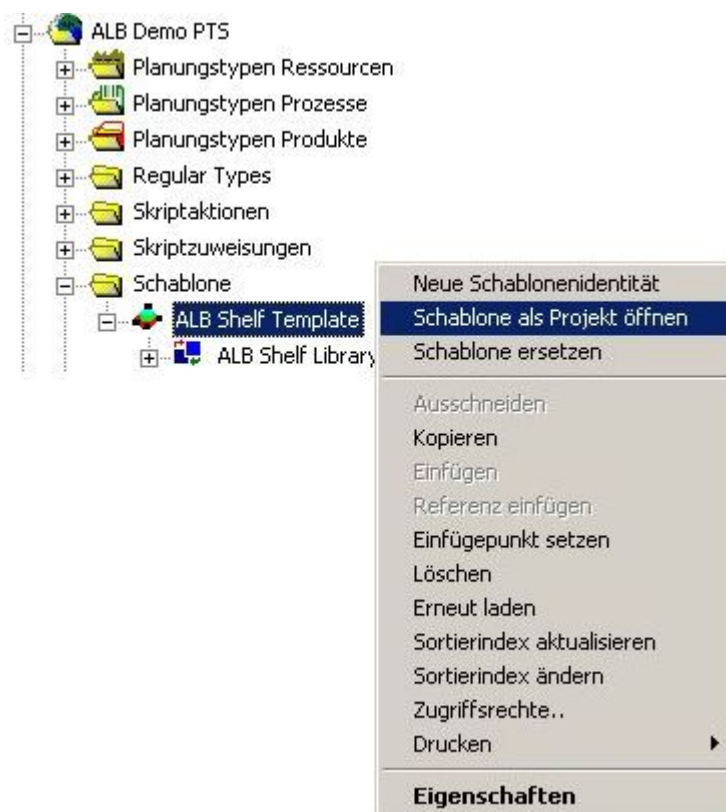 ALB Demo PTS
Planungstypen Ressourcen
Planungstypen Prozesse
Planungstypen Produkte
Regular Types
Skriptaktionen
Skriptzuweisungen
Schablone
ALB Shelf Template
ALB Shelf Library
Neue Schablonenidentität
Schablone als Projekt öffnen
Schablone ersetzen
Ausschneiden
Kopieren
Einfügen
Referenz einfügen
Einfügepunkt setzen
Löschen
Erneut laden
Sortierindex aktualisieren
Sortierindex ändern
Zugriffsrechte..
Drucken
Eigenschaften